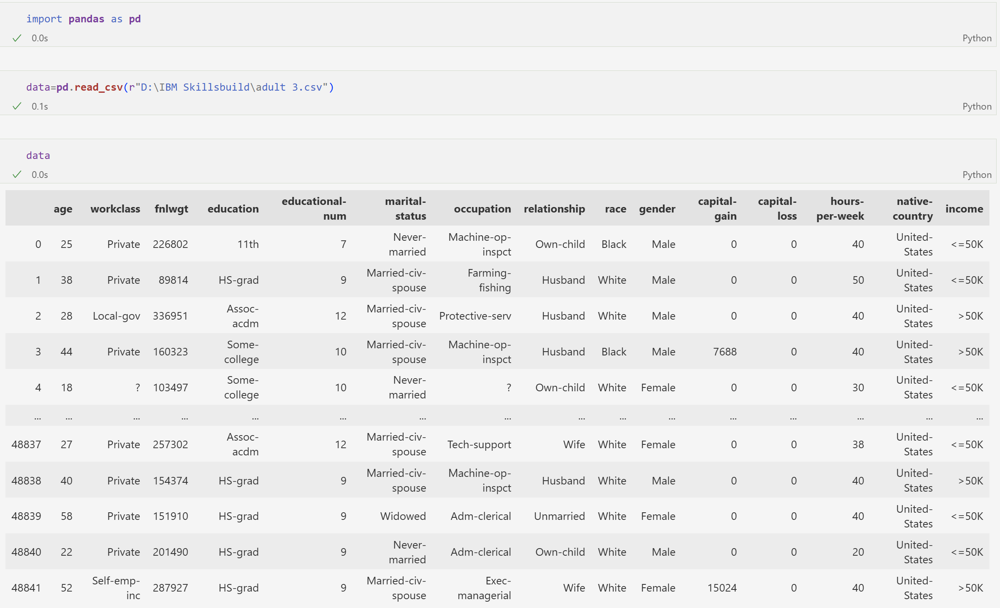 import pandas as pd
0.0s
Python
data=pd.read_csv(r"D:\IBM Skillsbuild\adult 3.csv")
0.1s
Python
data
0.0s
Python
age workclass fnlwgt education educational-num marital-status occupation relationship race gender capital-gain capital-loss hours-per-week native-country income
0 25 Private 226802 11th 7 Never-married Machine-op-inspct Own-child Black Male 0 0 40 United-States <=50K
1 38 Private 89814 HS-grad 9 Married-civ-spouse Farming-fishing Husband White Male 0 0 50 United-States <=50K
2 28 Local-gov 336951 Assoc-acdm 12 Married-civ-spouse Protective-serv Husband White Male 0 0 40 United-States >50K
3 44 Private 160323 Some-college 10 Married-civ-spouse Machine-op-inspct Husband Black Male 7688 0 40 United-States >50K
4 18 ? 103497 Some-college 10 Never-married ? Own-child White Female 0 0 30 United-States <=50K
... ... ... ... ... ... ... ... ... ... ... ... ... ... ... ...
48837 27 Private 257302 Assoc-acdm 12 Married-civ-spouse Tech-support Wife White Female 0 0 38 United-States <=50K
48838 40 Private 154374 HS-grad 9 Married-civ-spouse Machine-op-inspct Husband White Male 0 0 40 United-States >50K
48839 58 Private 151910 HS-grad 9 Widowed Adm-clerical Unmarried White Female 0 0 40 United-States <=50K
48840 22 Private 201490 HS-grad 9 Never-married Adm-clerical Own-child White Male 0 0 20 United-States <=50K
48841 52 Self-emp-inc 287927 HS-grad 9 Married-civ-spouse Exec-managerial Wife White Female 15024 0 40 United-States >50K